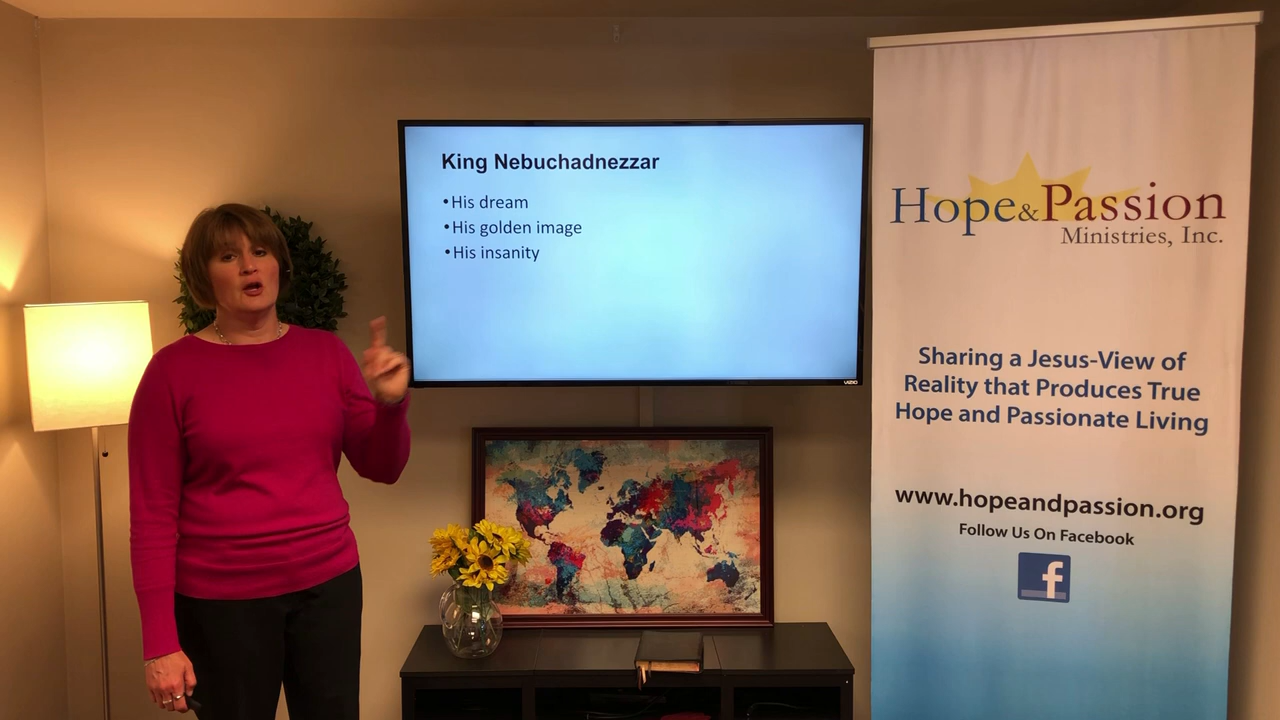 King Nebuchadnezzar
•His dream
•His golden image
•His insanity
VIZIO
Hope&Passion
Ministries, Inc.
Sharing a Jesus-View of
Reality that Produces True
Hope and Passionate Living
www.hopeandpassion.org
Follow Us On Facebook
f